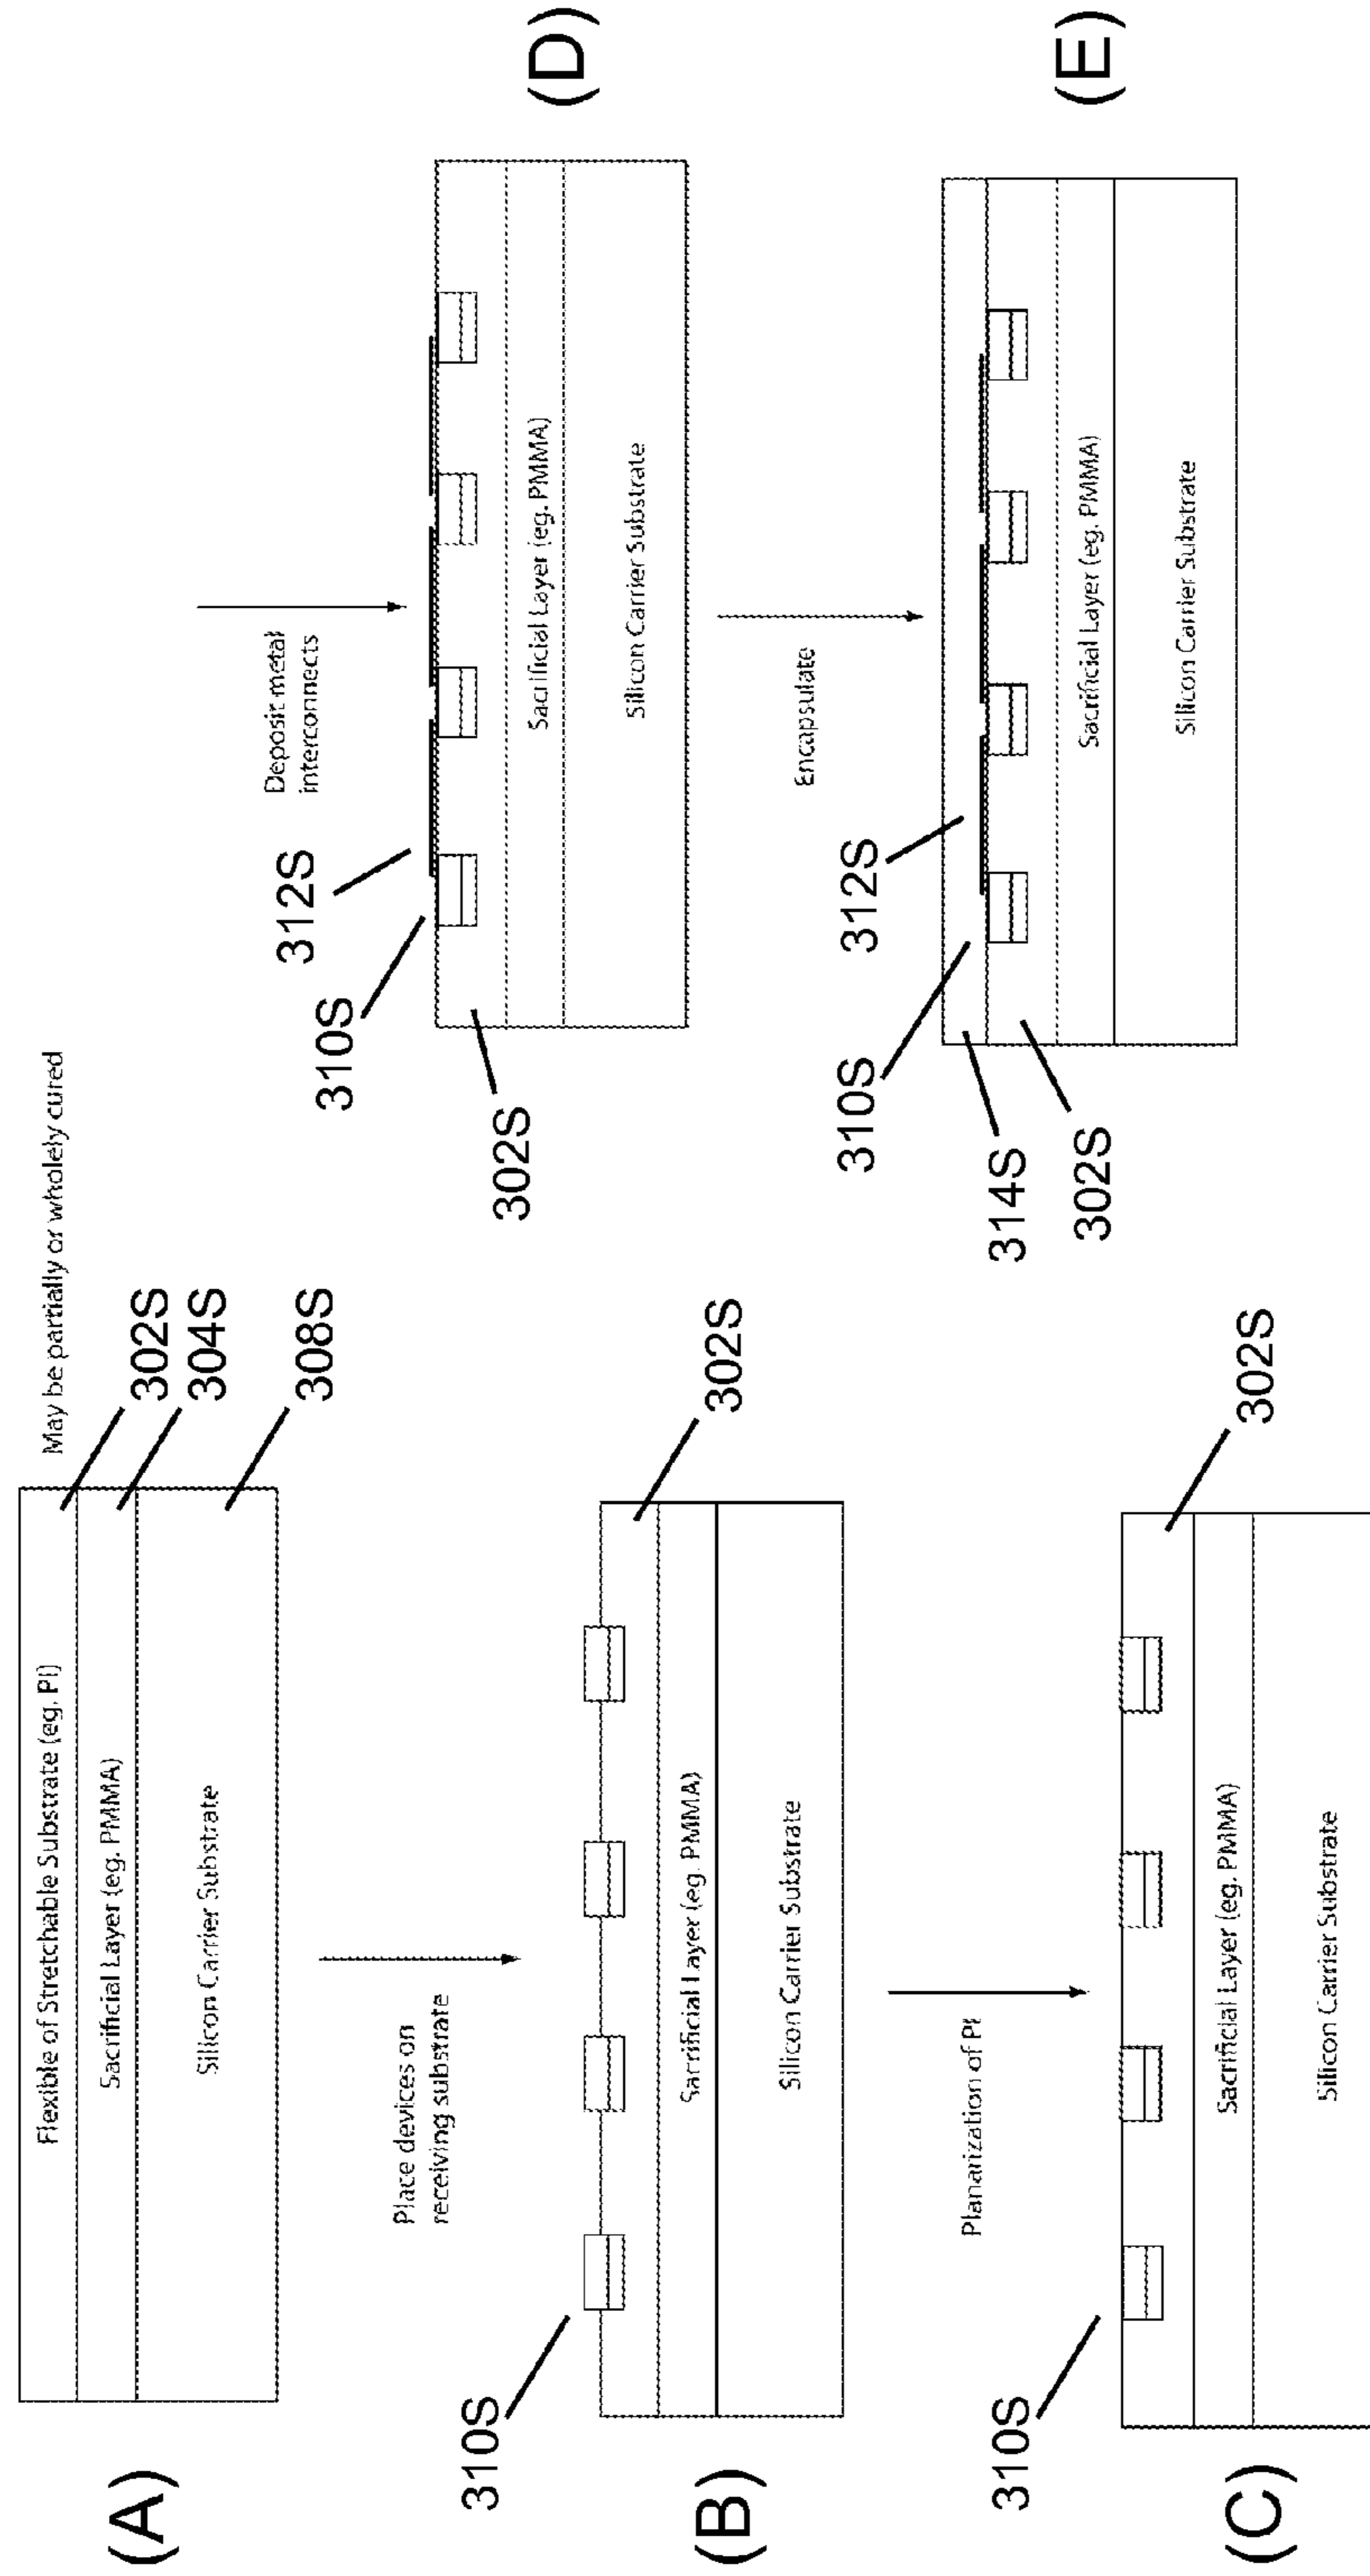 (A)
Flexible of Stretchable Substrate (eg. PI)
Sacrificial Layer (eg. PMMA)
Silicon Carrier Substrate
May be partially or wholely cured
302S
304S
308S
Place devices on
receiving substrate
(B)
310S
Sacrificial Layer (eg. PMMA)
Silicon Carrier Substrate
302S
Planarization of PI
(C)
310S
Sacrificial Layer (eg. PMMA)
Silicon Carrier Substrate
302S
Deposit metal
interconnects
(D)
312S
310S
302S
Sacrificial Layer (eg. PMMA)
Silicon Carrier Substrate
Encapsulate
(E)
312S
310S
314S
302S
Sacrificial Layer (eg. PMMA)
Silicon Carrier Substrate